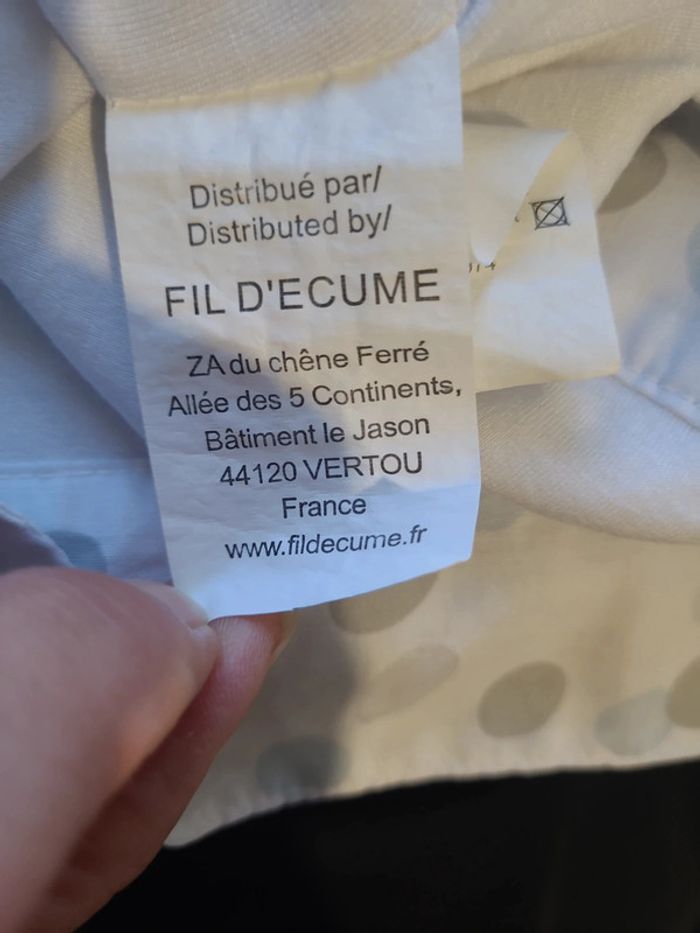 Distribué par/
Distributed by/
FIL D'ECUME
ZA du chêne Ferré
Allée des 5 Continents,
Bâtiment le Jason
44120 VERTOU
France
www.fildecume.fr